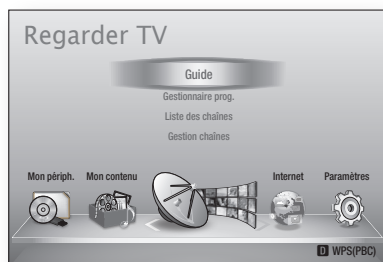 Regarder TV
Guide
Gestionnaire prog.
Liste des chaînes
Gestion chaînes
Mon périph. Mon contenu Internet Paramètres
D WPS(PBC)